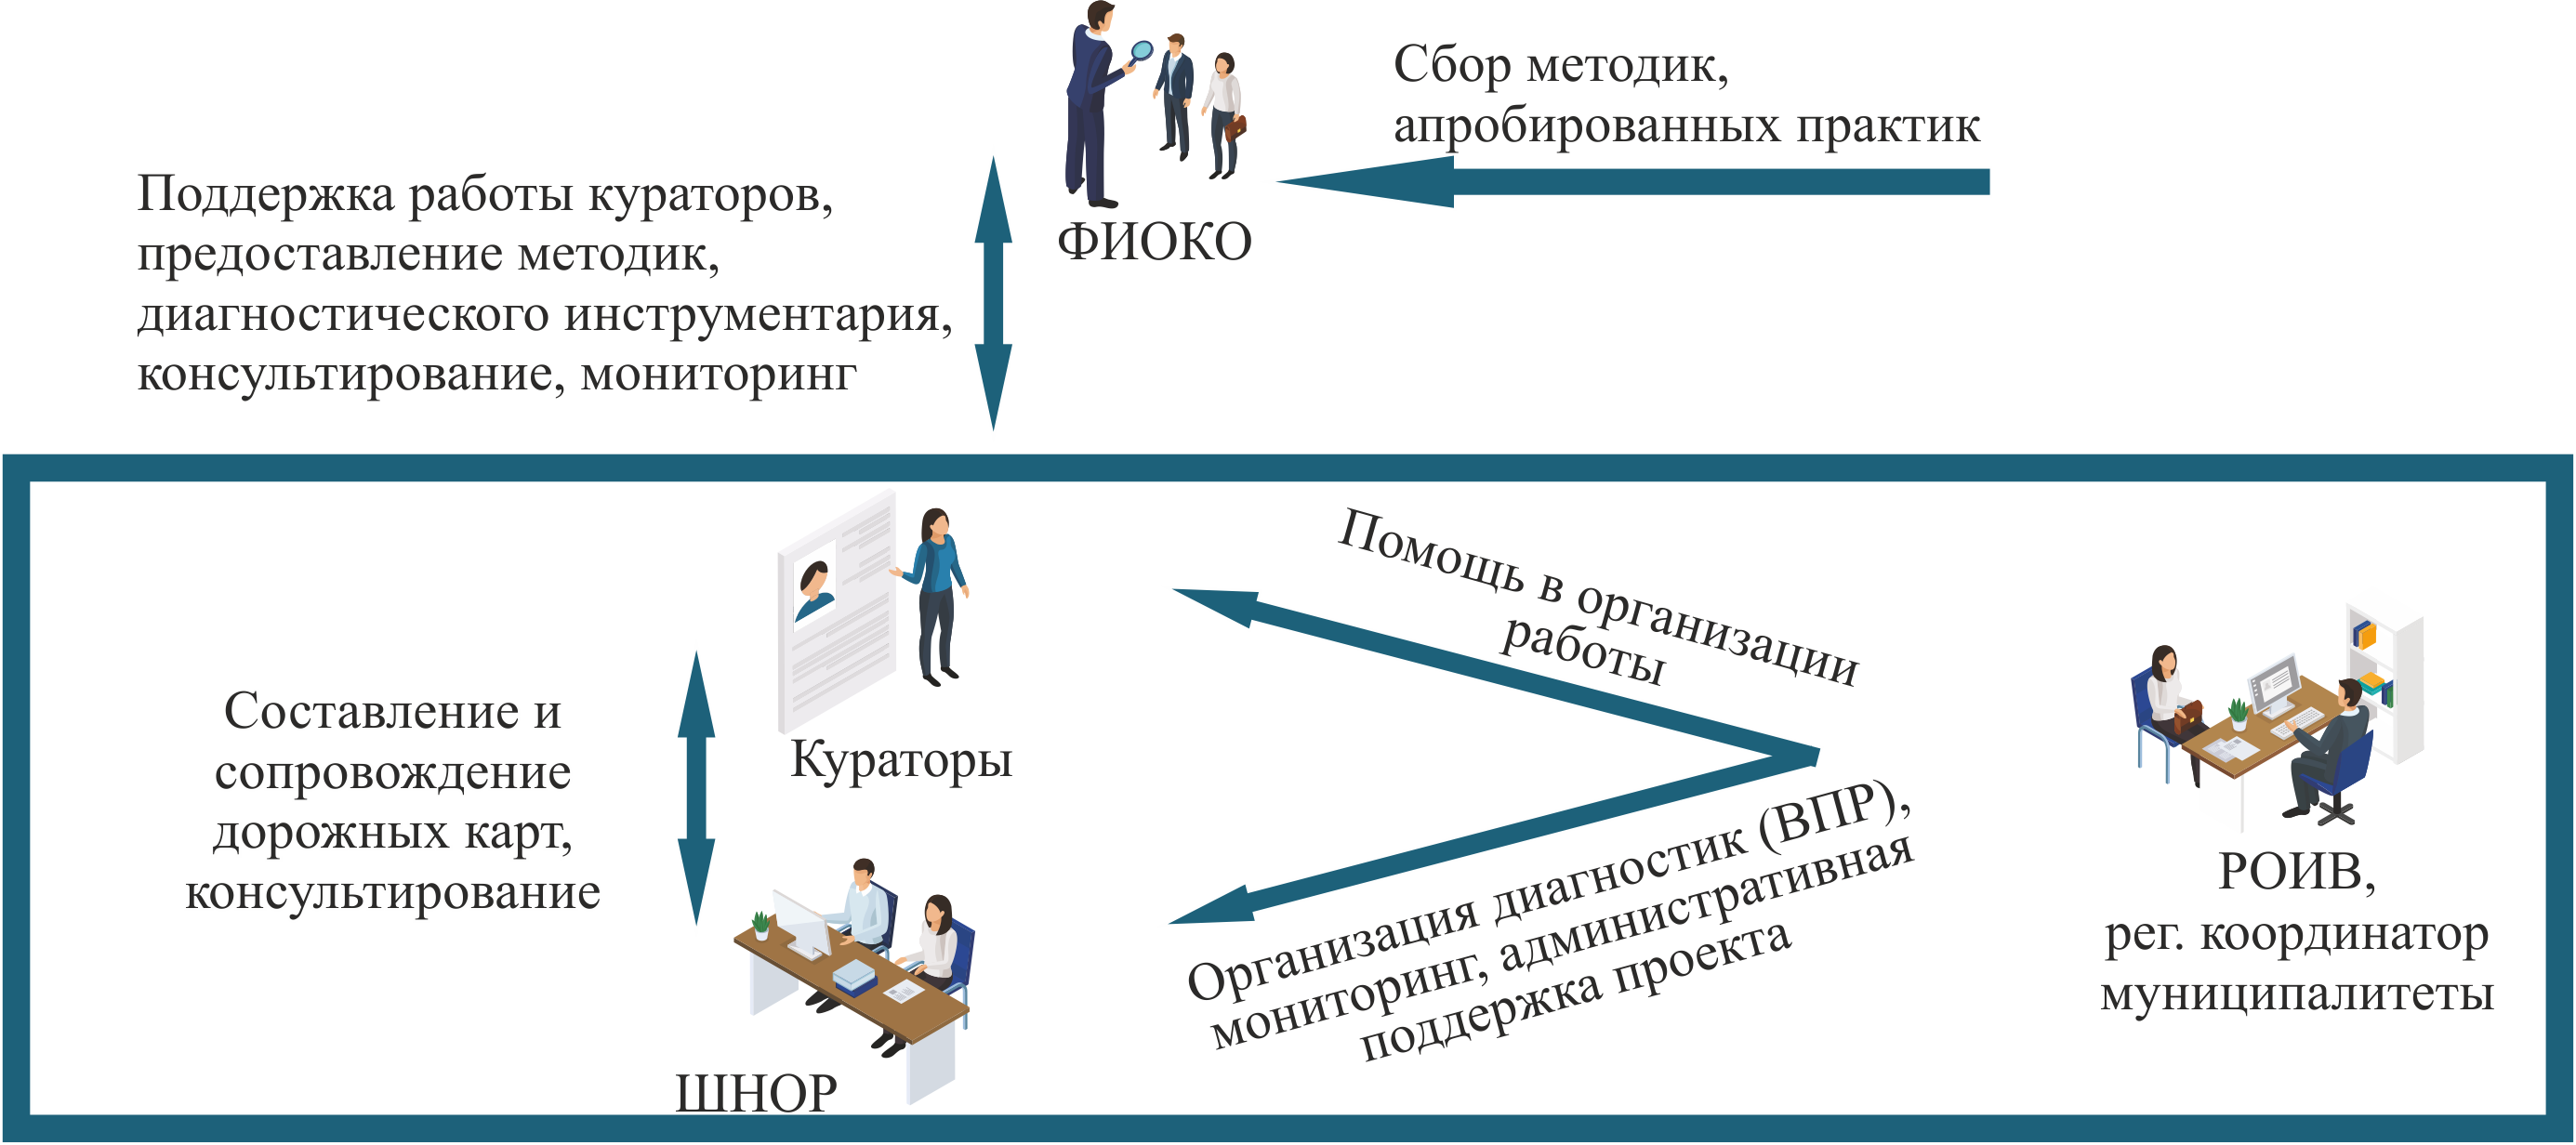 Сбор методик,
апробированных практик
ФИОКО
Поддержка работы кураторов,
предоставление методик,
диагностического инструментария,
консультирование, мониторинг
Помощь в организации
работы
Кураторы
Составление и
сопровождение
дорожных карт,
консультирование
Организация диагностик (ВПР),
мониторинг, административная
поддержка проекта
РОИВ,
рег. координатор
муниципалитеты
ШНОР